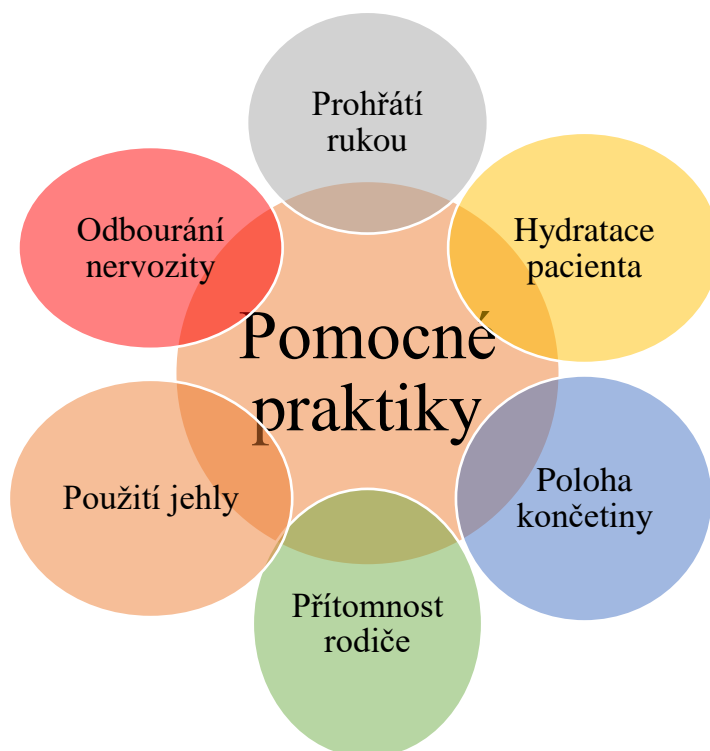 Prohřátí
rukou
Odbourání
nervozity
Hydratace
pacienta
Pomocné
praktiky
Použití jehly
Poloha
končetiny
Přítomnost
rodiče